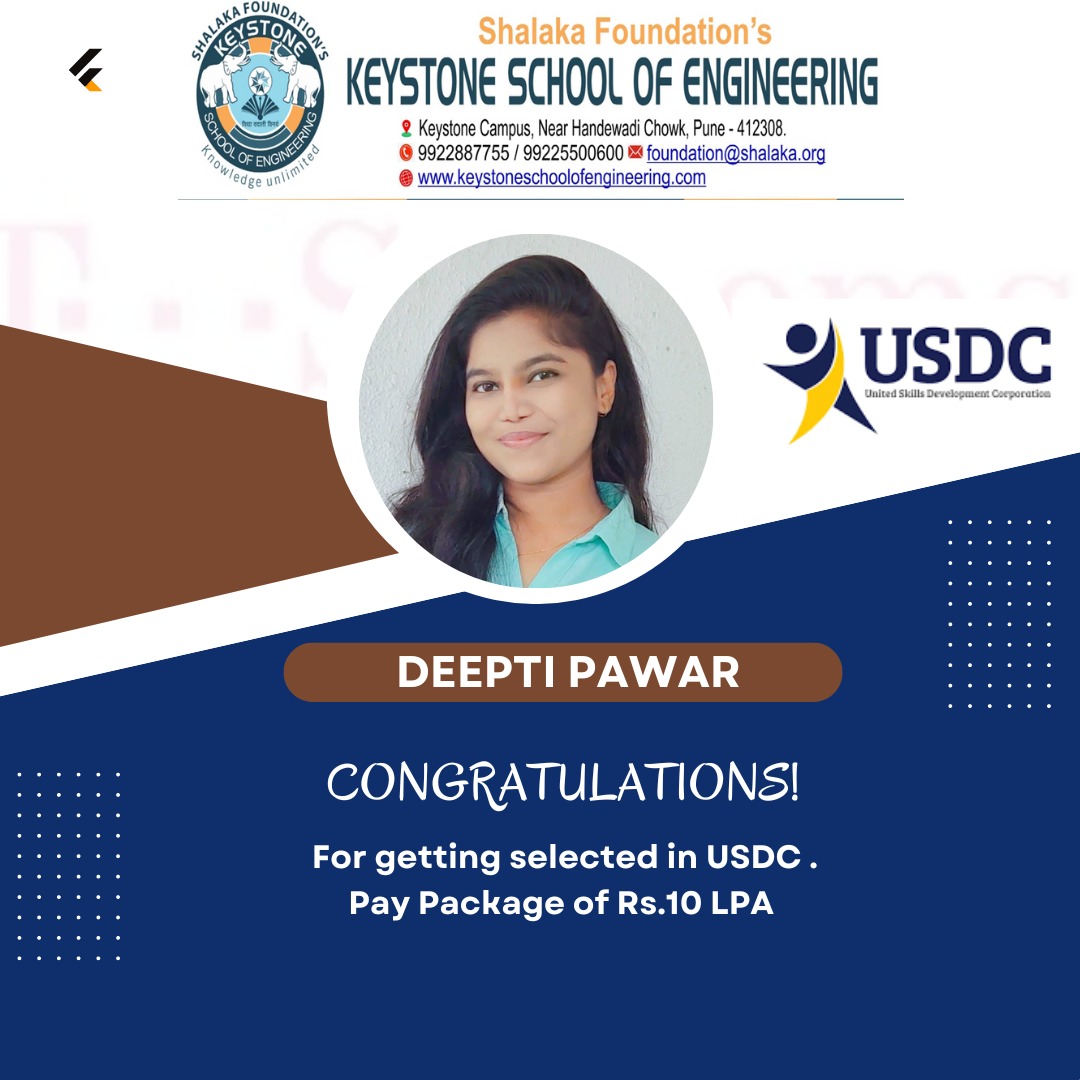 SHALAKA FOUNDATION'S
KEYSTONE
विद्या ददाति विनयं
SCHOOL OF ENGINEERING
Knowledge unlimited
Shalaka Foundation's
KEYSTONE SCHOOL OF ENGINEERING
Keystone Campus, Near Handewadi Chowk, Pune - 412308.
9922887755 / 99225500600 foundation@shalaka.org
www.keystoneschoolofengineering.com
USDC
United Skills Development Corporation
DEEPTI PAWAR
CONGRATULATIONS!
For getting selected in USDC .
Pay Package of Rs.10 LPA